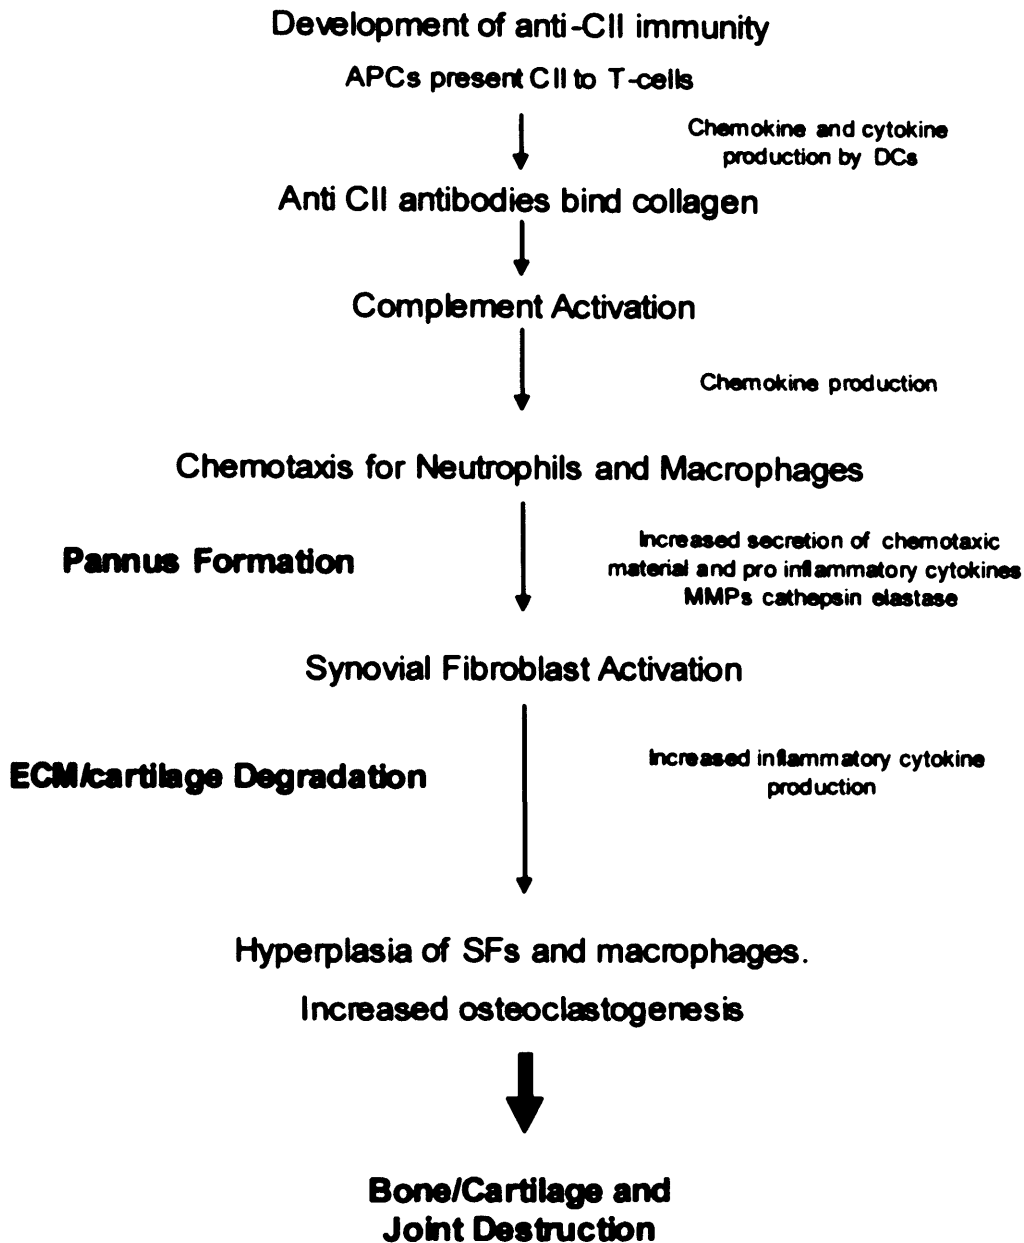 Development of anti-CII immunity
APCs present CII to T-cells
Chemokine and cytokine
production by DCs
Anti CII antibodies bind collagen
Complement Activation
Chemokine production
Chemotaxis for Neutrophils and Macrophages
Pannus Formation
Increased secretion of chemotaxic
material and pro inflammatory cytokines
MMPs cathepsin elastase
Synovial Fibroblast Activation
ECM/cartilage Degradation
Increased inflammatory cytokine
production
Hyperplasia of SFs and macrophages.
Increased osteoclastogenesis
Bone/Cartilage and
Joint Destruction